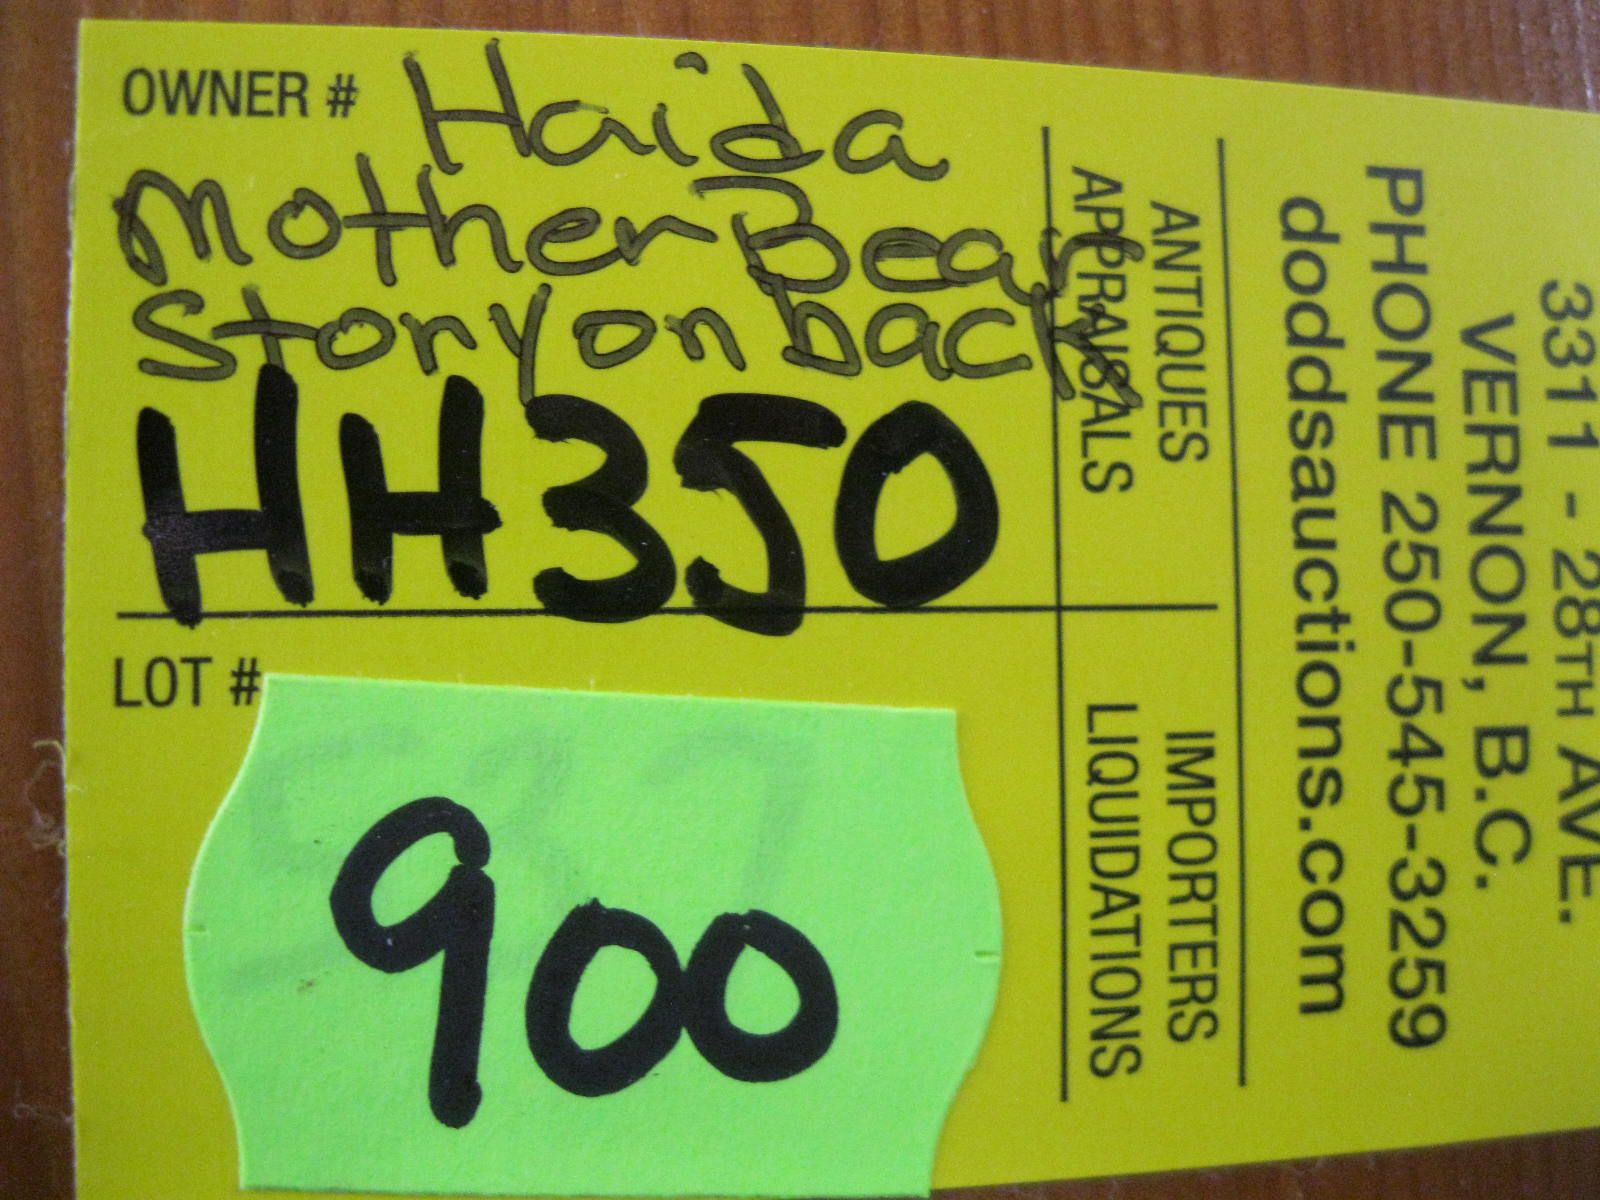 OWNER # Haida
Mother Bear
Story on back
HH350
LOT #
900
3311 - 28TH AVE.
VERNON, B.C.
PHONE 250-545-3259
doddsauctions.com
ANTIQUES
APPRAISALS
IMPORTERS
LIQUIDATIONS